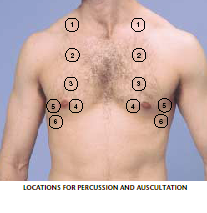 1 1
2 2
3 3
5 4 4 5
6 6
LOCATIONS FOR PERCUSSION AND AUSCULTATION